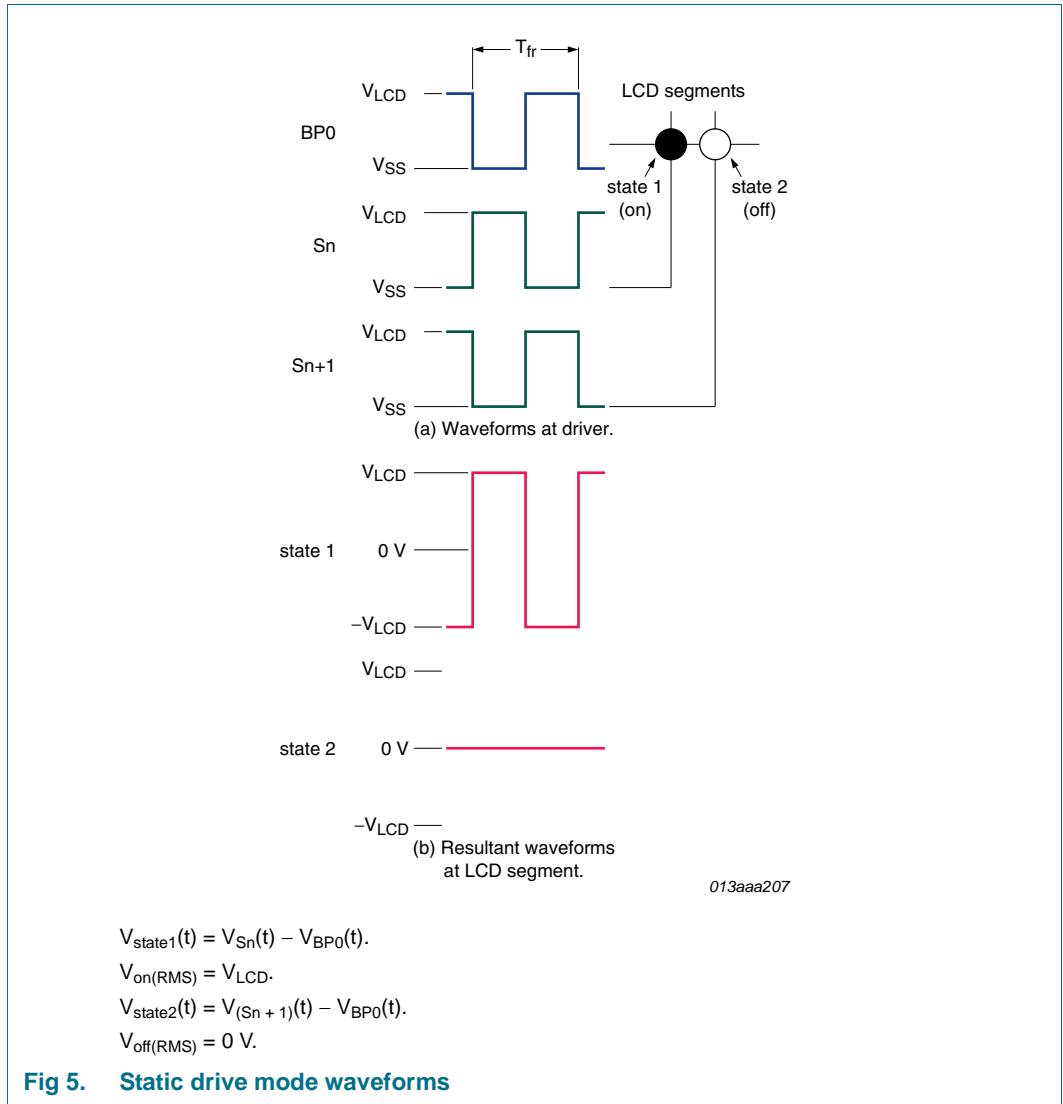 Tfr
VLCD
LCD segments
BP0
VSS
state 1
(on)
state 2
(off)
VLCD
Sn
VSS
VLCD
Sn+1
VSS
(a) Waveforms at driver.
VLCD
state 1
0 V
−VLCD
VLCD
state 2
0 V
−VLCD
(b) Resultant waveforms
at LCD segment.
013aaa207
Vstate1(t) = VSn(t) − VBP0(t).
Von(RMS) = VLCD.
Vstate2(t) = V(Sn + 1)(t) − VBP0(t).
Voff(RMS) = 0 V.
Fig 5. Static drive mode waveforms